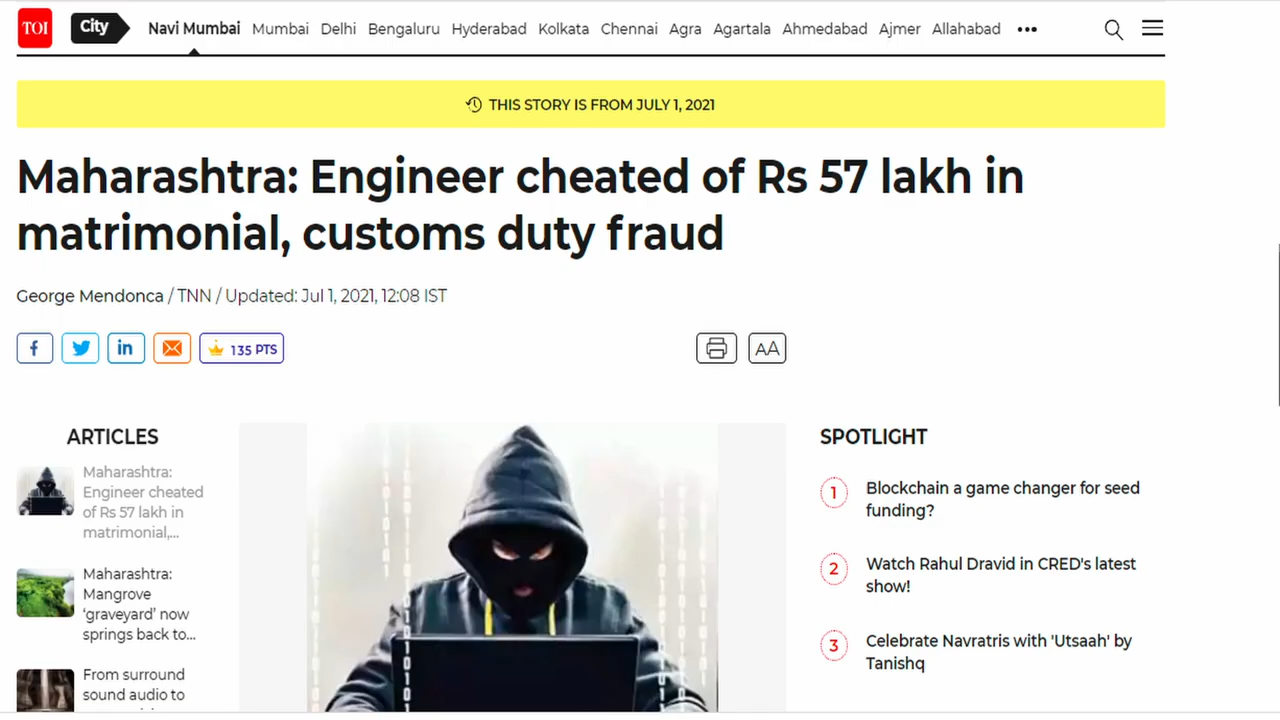 TOI City Navi Mumbai Mumbai Delhi Bengaluru Hyderabad Kolkata Chennai Agra Agartala Ahmedabad Ajmer Allahabad •••
THIS STORY IS FROM JULY 1, 2021
Maharashtra: Engineer cheated of Rs 57 lakh in
matrimonial, customs duty fraud
George Mendonca / TNN / Updated: Jul 1, 2021, 12:08 IST
f in 135 PTS AA
ARTICLES
Maharashtra:
Engineer cheated
of Rs 57 lakh in
matrimonial,...
Maharashtra:
Mangrove
‘graveyard’ now
springs back to...
From surround
sound audio to
SPOTLIGHT
1 Blockchain a game changer for seed
funding?
2 Watch Rahul Dravid in CRED's latest
show!
3 Celebrate Navratris with 'Utsaah' by
Tanishq